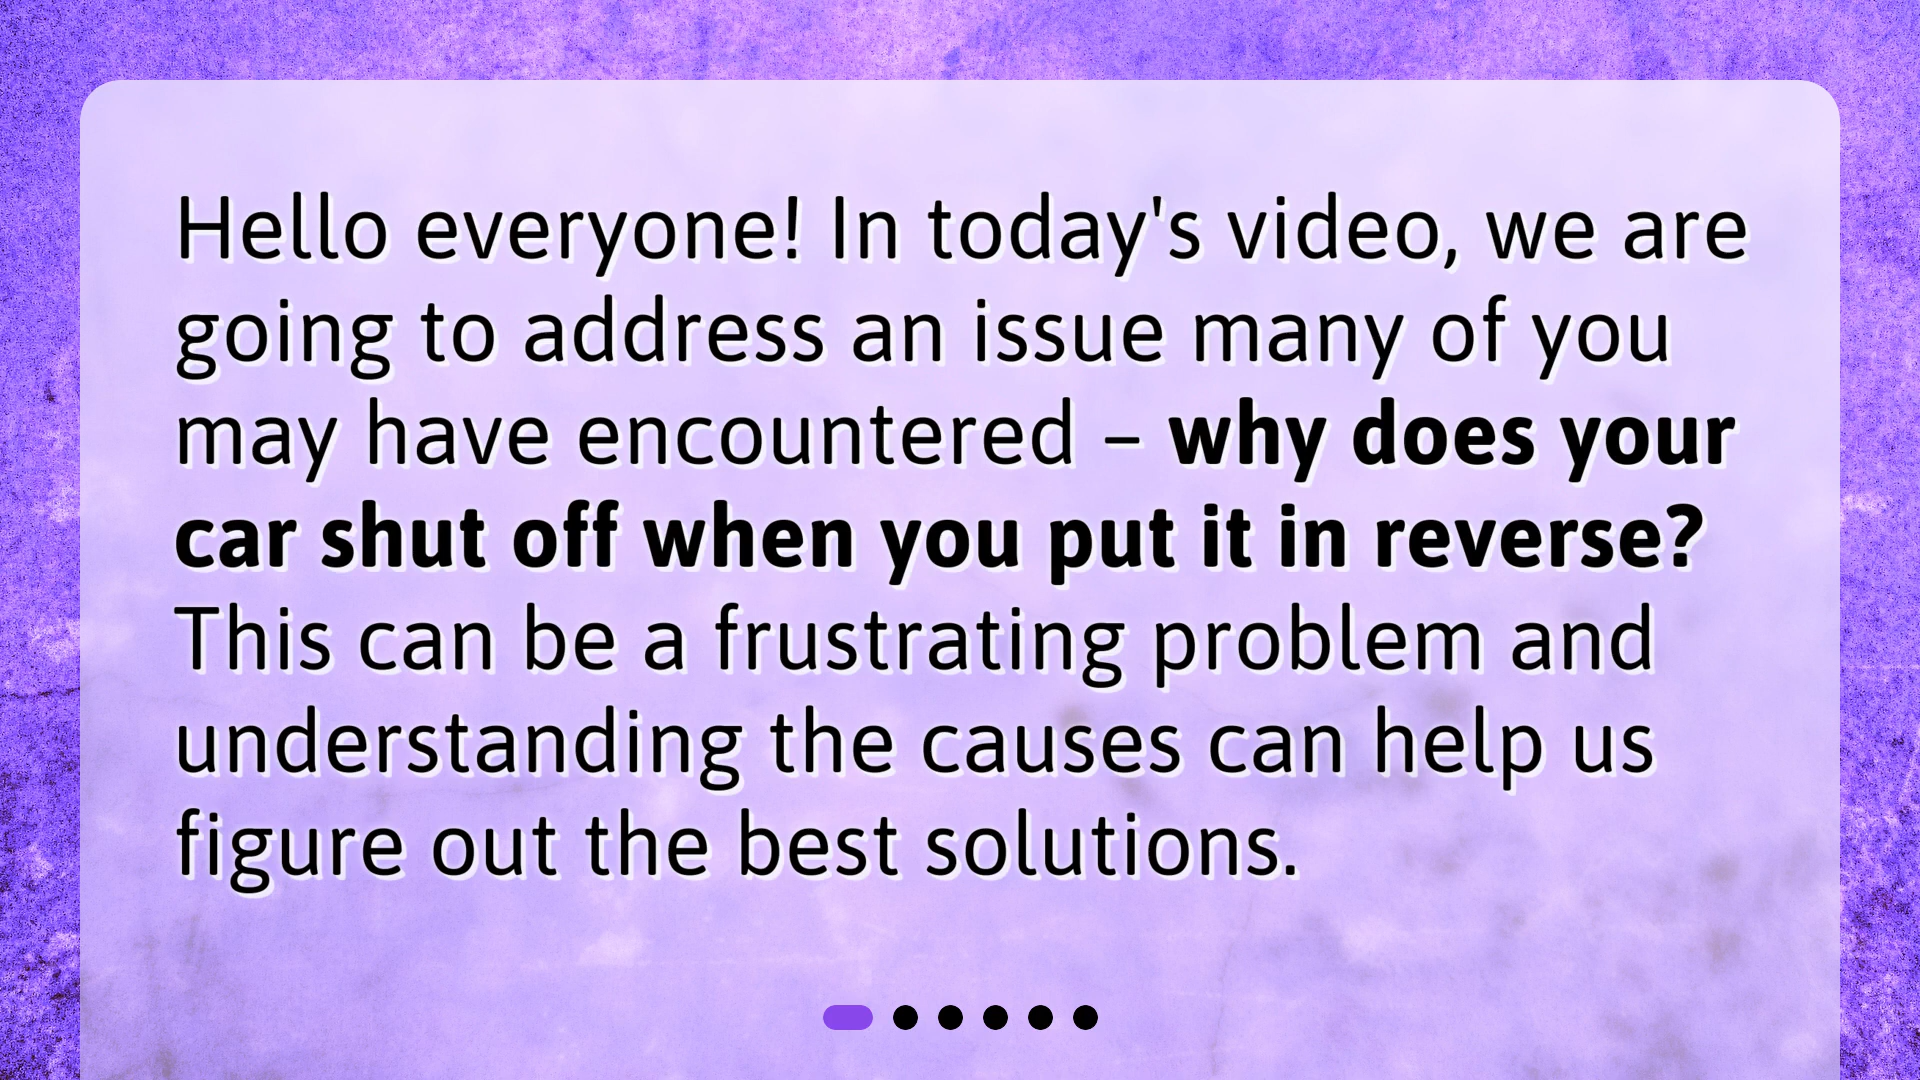 Hello everyone! In today's video, we are
going to address an issue many of you
may have encountered – why does your
car shut off when you put it in reverse?
This can be a frustrating problem and
understanding the causes can help us
figure out the best solutions.